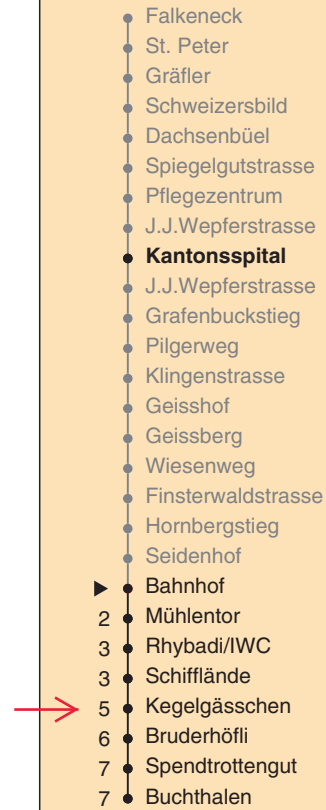 Falkeneck
St. Peter
Gräfler
Schweizersbild
Dachsenbüel
Spiegelgutstrasse
Pflegezentrum
J.J.Wepferstrasse
Kantonsspital
J.J.Wepferstrasse
Grafenbuckstieg
Pilgerweg
Klingenstrasse
Geisshof
Geissberg
Wiesenweg
Finsterwaldstrasse
Hornbergstieg
Seidenhof
Bahnhof
2 Mühlentor
3 Rhybadi/IWC
3 Schifflände
5 Kegelgässchen
6 Bruderhöfli
7 Spendtrottengut
7 Buchthalen